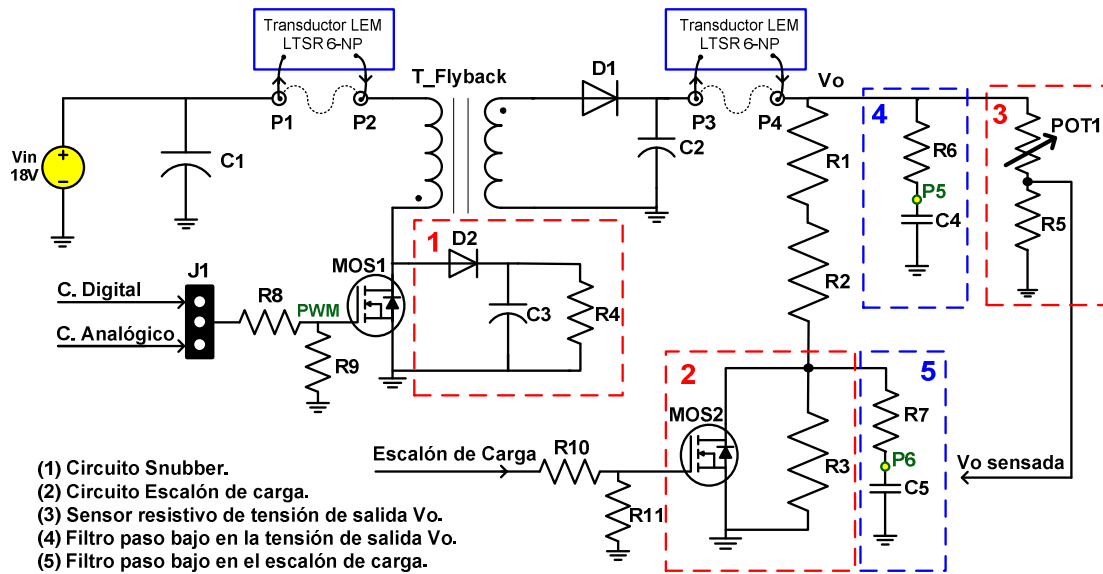 Transductor LEM
LTSR 6-NP
Transductor LEM
LTSR 6-NP
T_Flyback
D1
Vo
P1
P2
P3
P4
4
3
POT1
Vin
18V
C1
C2
R1
R6
P5
C4
R5
1
D2
MOS1
J1
R2
C. Digital
R8
PWM
C3
R4
C. Analógico
R9
2
5
MOS2
R7
R10
Escalón de Carga
R3
P6
Vo sensada
C5
R11
(1) Circuito Snubber.
(2) Circuito Escalón de carga.
(3) Sensor resistivo de tensión de salida Vo.
(4) Filtro paso bajo en la tensión de salida Vo.
(5) Filtro paso bajo en el escalón de carga.